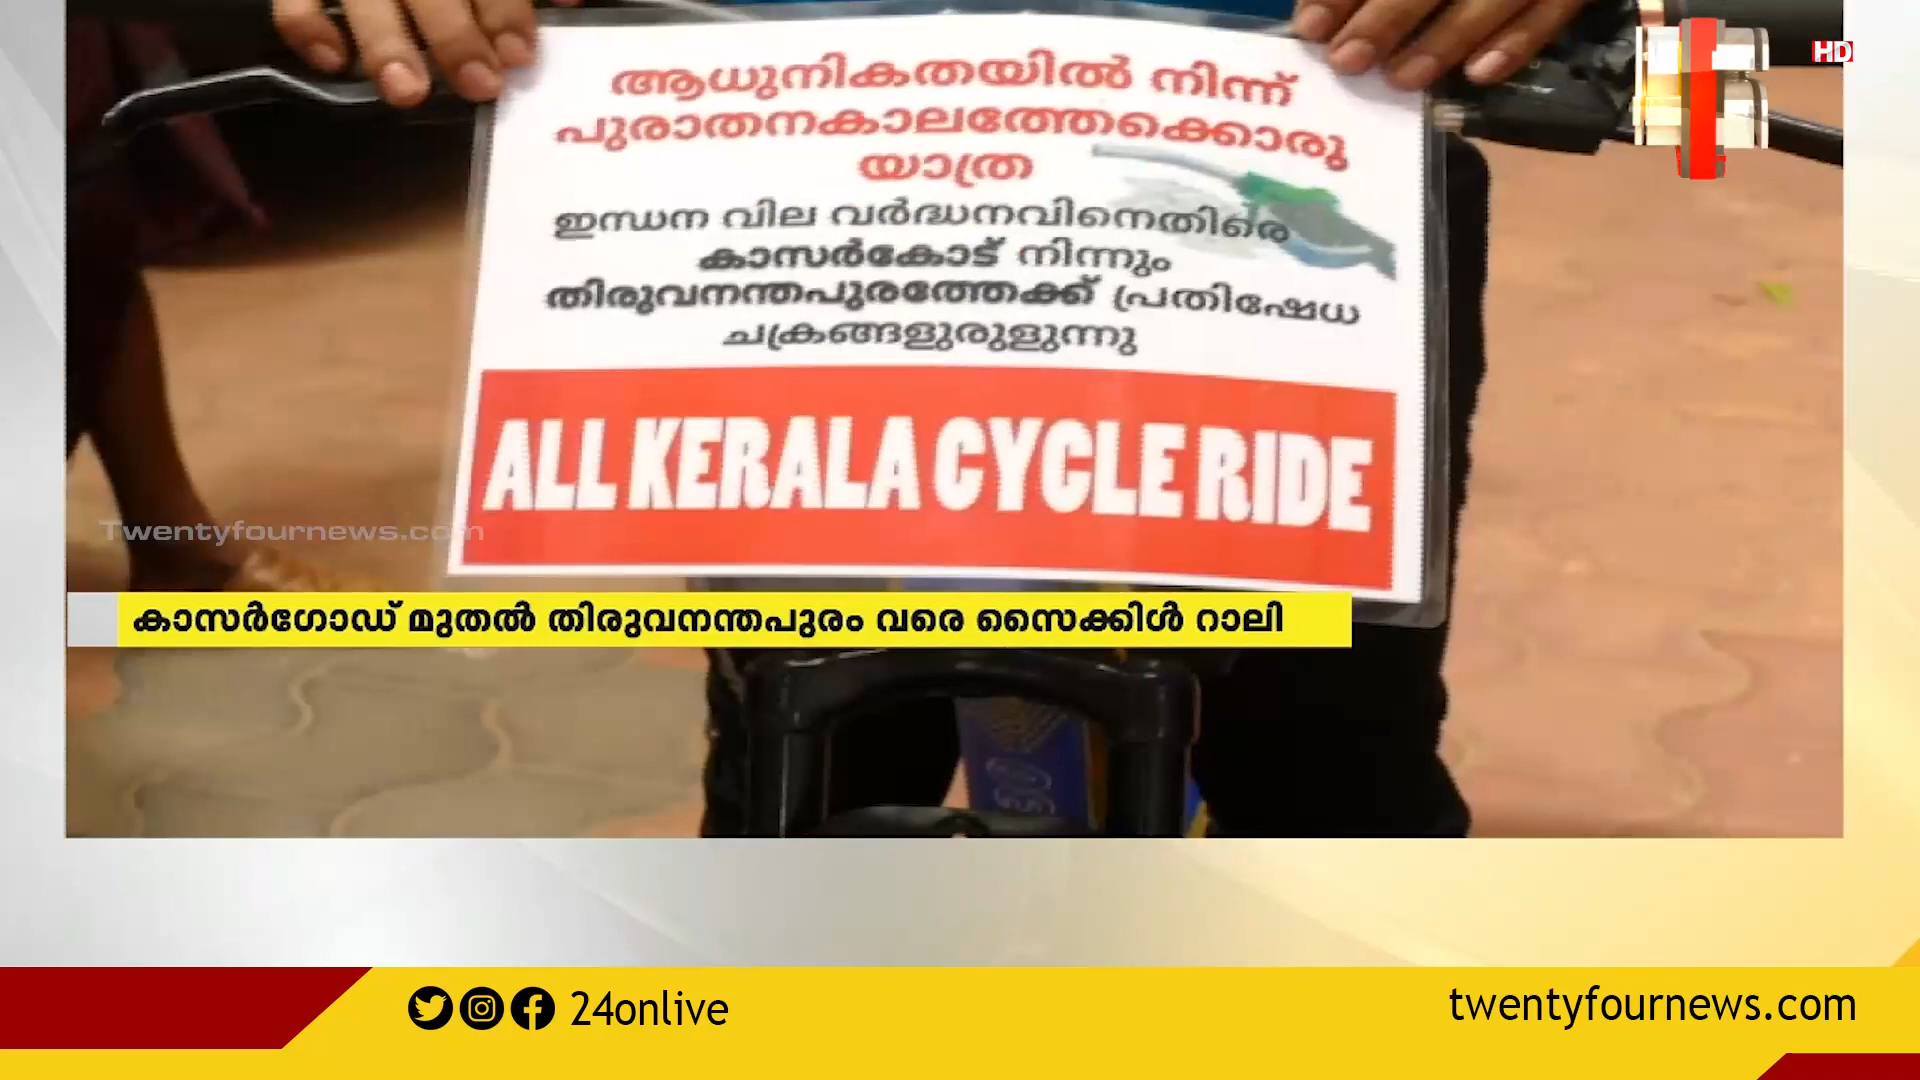 HD
ആധുനികതയിൽ നിന്ന്
പുരാതനകാലത്തേക്കൊരു
യാത്ര
ഇന്ധന വില വർദ്ധനവിനെതിരെ
കാസർകോട് നിന്നും
തിരുവനന്തപുരത്തേക്ക് പ്രതിഷേധ
ചക്രങ്ങളുരുളുന്നു
ALL KERALA CYCLE RIDE
Twentyfournews.com
കാസർഗോഡ് മുതൽ തിരുവനന്തപുരം വരെ സൈക്കിൾ റാലി
24onlive
twentyfournews.com